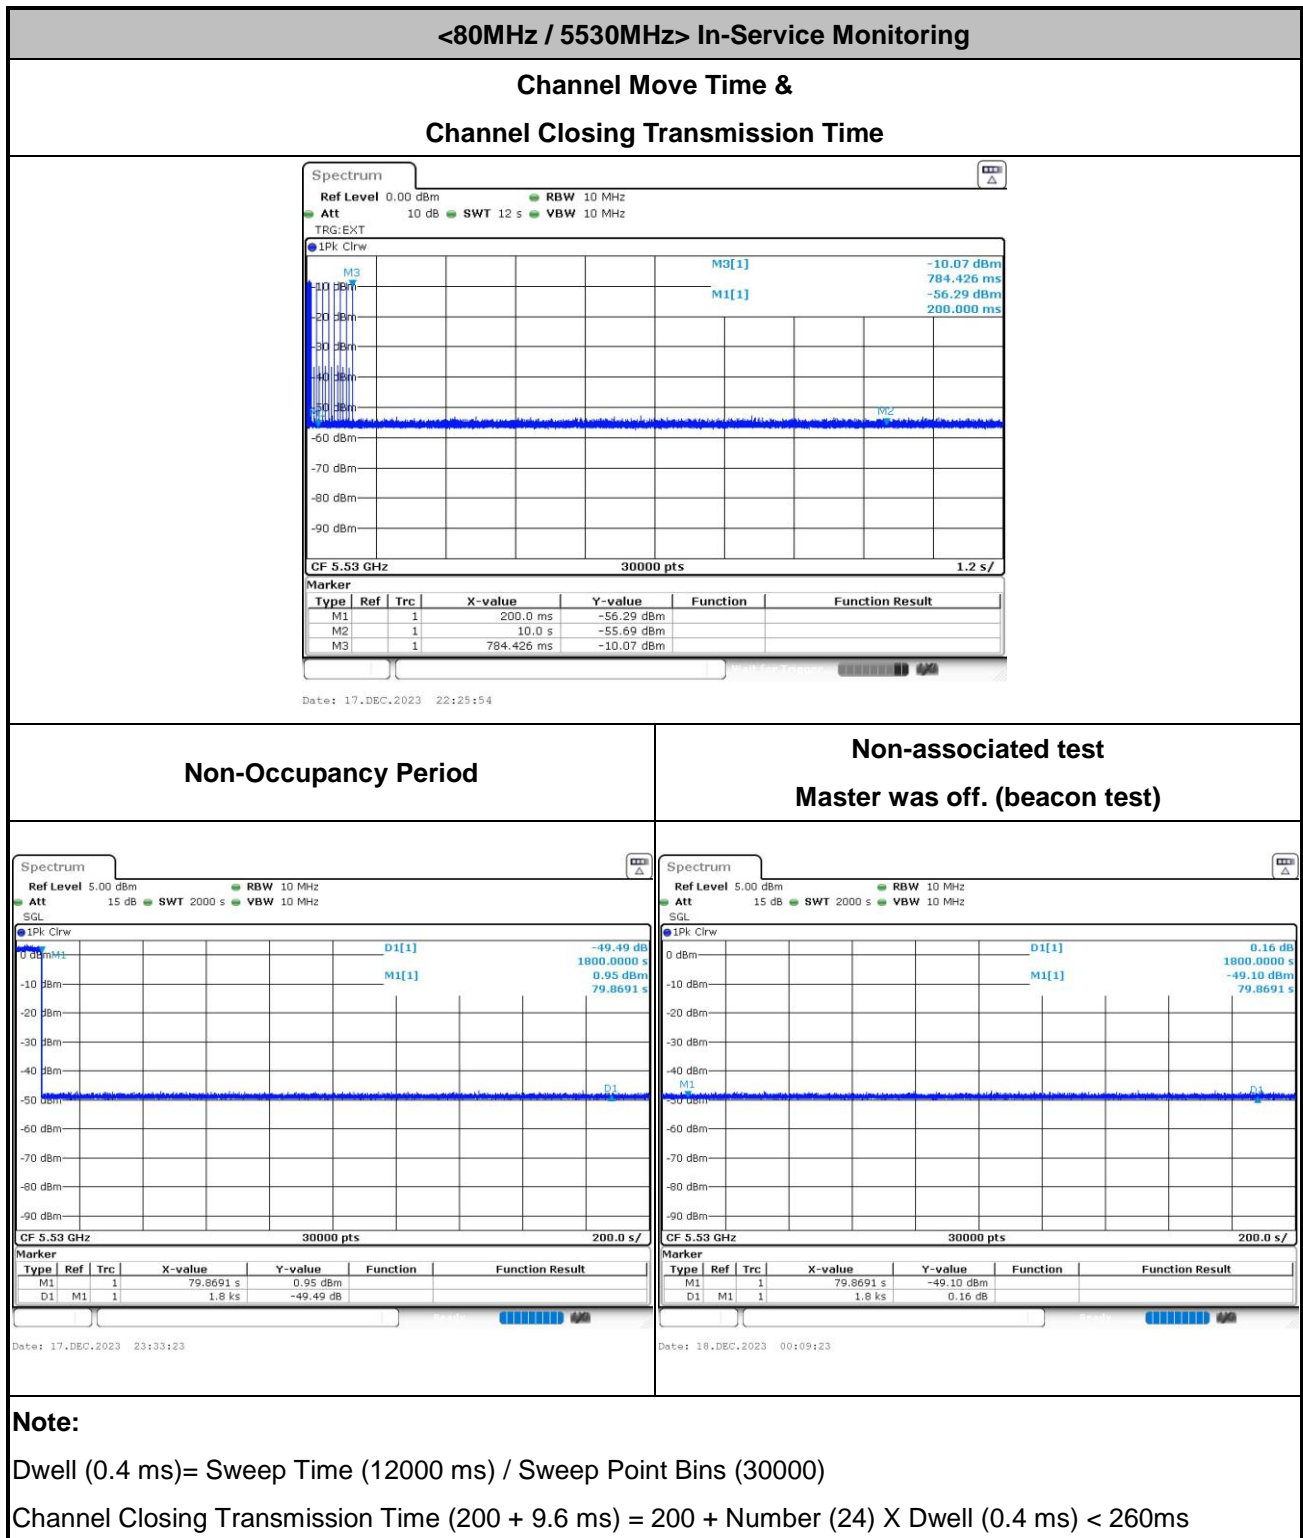 <80MHz / 5530MHz> In-Service Monitoring
Channel Move Time &
Channel Closing Transmission Time
Spectrum
Ref Level 0.00 dBm RBW 10 MHz
Att 10 dB SWT 12 s VBW 10 MHz
TRG:EXT
1Pk Clrw
M3[1] -10.07 dBm
784.426 ms
M1[1] -56.29 dBm
200.000 ms
M3
-10 dBm
-20 dBm
-30 dBm
-40 dBm
-50 dBm
M2
-60 dBm
-70 dBm
-80 dBm
-90 dBm
CF 5.53 GHz 30000 pts 1.2 s/
Marker
Type Ref Trc X-value Y-value Function Function Result
M1 1 200.0 ms -56.29 dBm
M2 1 10.0 s -55.69 dBm
M3 1 784.426 ms -10.07 dBm
Wait for Trigger
Date: 17.DEC.2023 22:25:54
Non-Occupancy Period
Non-associated test
Master was off. (beacon test)
Spectrum
Ref Level 5.00 dBm RBW 10 MHz
Att 15 dB SWT 2000 s VBW 10 MHz
SGL
1Pk Clrw
D1[1] -49.49 dB
1800.0000 s
M1[1] 0.95 dBm
79.8691 s
0 dBm M1
-10 dBm
-20 dBm
-30 dBm
-40 dBm
D1
-50 dBm
-60 dBm
-70 dBm
-80 dBm
-90 dBm
CF 5.53 GHz 30000 pts 200.0 s/
Marker
Type Ref Trc X-value Y-value Function Function Result
M1 1 79.8691 s 0.95 dBm
D1 M1 1 1.8 ks -49.49 dB
Date: 17.DEC.2023 23:33:23
Spectrum
Ref Level 5.00 dBm RBW 10 MHz
Att 15 dB SWT 2000 s VBW 10 MHz
SGL
1Pk Clrw
D1[1] 0.16 dB
1800.0000 s
M1[1] -49.10 dBm
79.8691 s
0 dBm
-10 dBm
-20 dBm
-30 dBm
-40 dBm
M1 D1
-50 dBm
-60 dBm
-70 dBm
-80 dBm
-90 dBm
CF 5.53 GHz 30000 pts 200.0 s/
Marker
Type Ref Trc X-value Y-value Function Function Result
M1 1 79.8691 s -49.10 dBm
D1 M1 1 1.8 ks 0.16 dB
Date: 18.DEC.2023 00:09:23
Note:
Dwell (0.4 ms)= Sweep Time (12000 ms) / Sweep Point Bins (30000)
Channel Closing Transmission Time (200 + 9.6 ms) = 200 + Number (24) X Dwell (0.4 ms) < 260ms